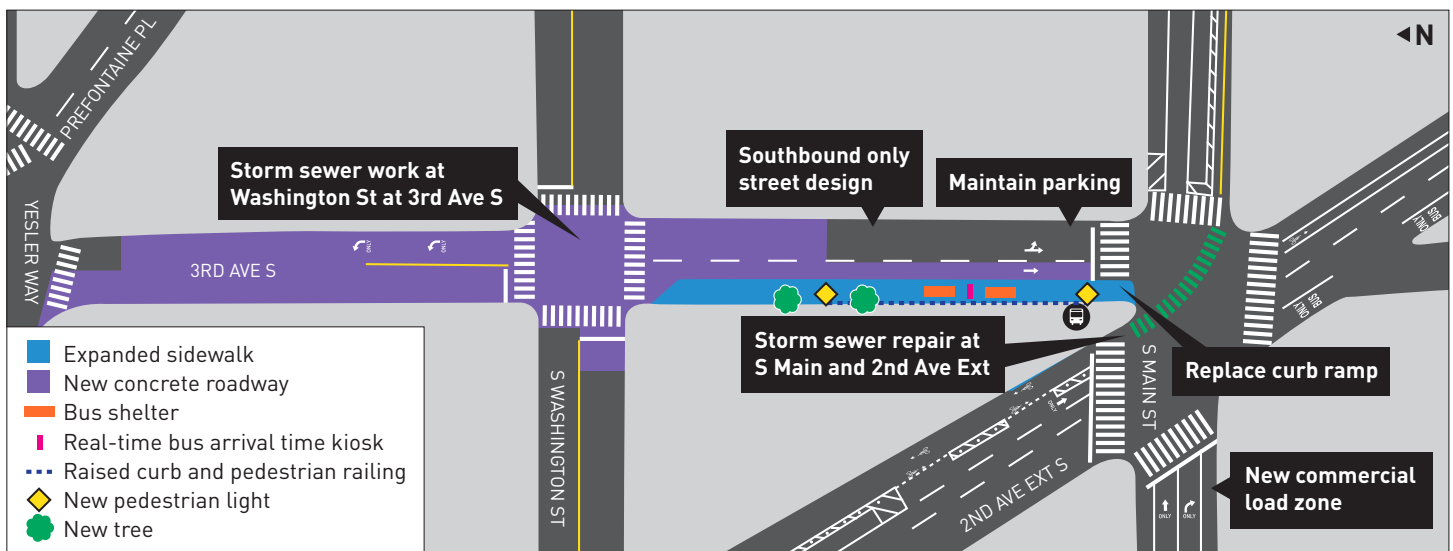 N
PREFONTAINE PL
Storm sewer work at
Washington St at 3rd Ave S
Southbound only
street design
Maintain parking
YESLER WAY
3RD AVE S
ONLY
ONLY
BUS
ONLY
BUS
ONLY
Storm sewer repair at
S Main and 2nd Ave Ext
Replace curb ramp
S WASHINGTON ST
S MAIN ST
2ND AVE EXT S
ONLY
ONLY
ONLY
New commercial
load zone
Expanded sidewalk
New concrete roadway
Bus shelter
Real-time bus arrival time kiosk
Raised curb and pedestrian railing
New pedestrian light
New tree